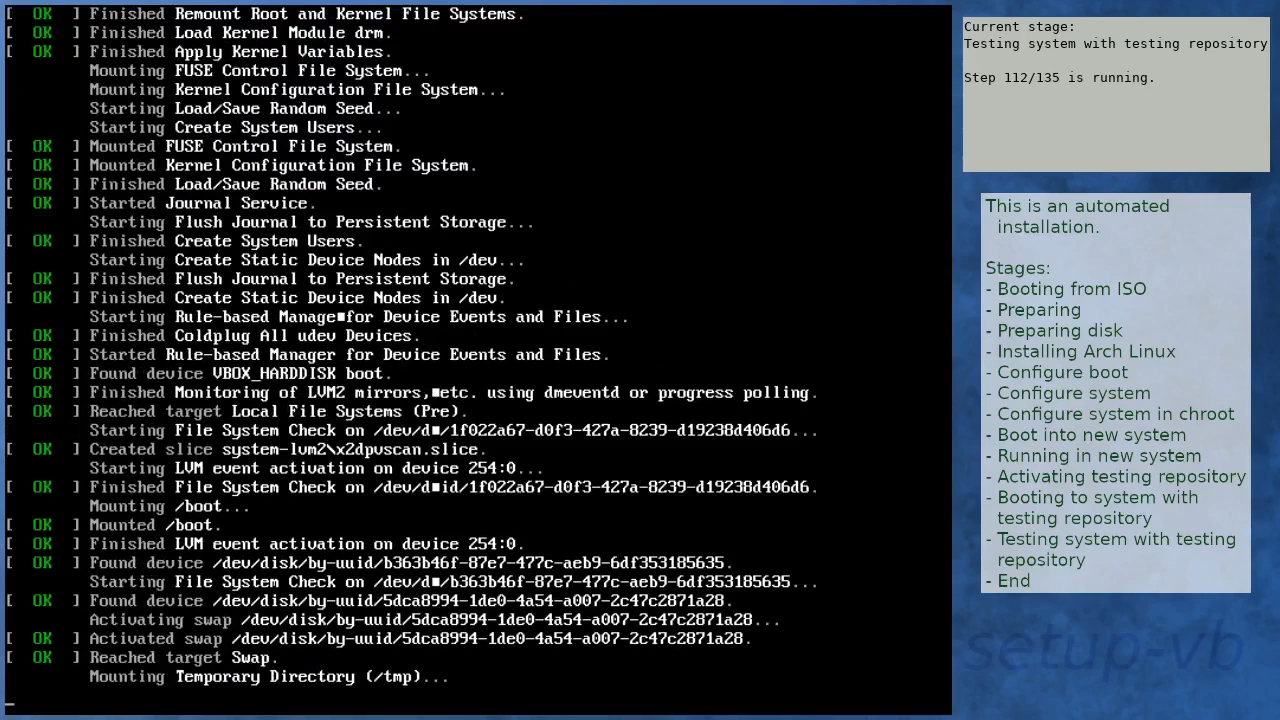 [  OK  ] Finished Remount Root and Kernel File Systems.
[  OK  ] Finished Load Kernel Module drm.
[  OK  ] Finished Apply Kernel Variables.
Mounting FUSE Control File System...
Mounting Kernel Configuration File System...
Starting Load/Save Random Seed...
Starting Create System Users...
[  OK  ] Mounted FUSE Control File System.
[  OK  ] Mounted Kernel Configuration File System.
[  OK  ] Finished Load/Save Random Seed.
[  OK  ] Started Journal Service.
Starting Flush Journal to Persistent Storage...
[  OK  ] Finished Create System Users.
Starting Create Static Device Nodes in /dev...
[  OK  ] Finished Flush Journal to Persistent Storage.
[  OK  ] Finished Create Static Device Nodes in /dev.
Starting Rule-based Manage■for Device Events and Files...
[  OK  ] Finished Coldplug All udev Devices.
[  OK  ] Started Rule-based Manager for Device Events and Files.
[  OK  ] Found device VBOX_HARDDISK boot.
[  OK  ] Finished Monitoring of LVM2 mirrors,■etc. using dmeventd or progress polling.
[  OK  ] Reached target Local File Systems (Pre).
Starting File System Check on /dev/d■/1f022a67-d0f3-427a-8239-d19238d406d6...
[  OK  ] Created slice system-lvm2\x2dpvscan.slice.
Starting LVM event activation on device 254:0...
[  OK  ] Finished File System Check on /dev/d■id/1f022a67-d0f3-427a-8239-d19238d406d6.
Mounting /boot...
[  OK  ] Mounted /boot.
[  OK  ] Finished LVM event activation on device 254:0.
[  OK  ] Found device /dev/disk/by-uuid/b363b46f-87e7-477c-aeb9-6df353185635.
Starting File System Check on /dev/d■/b363b46f-87e7-477c-aeb9-6df353185635...
[  OK  ] Found device /dev/disk/by-uuid/5dca8994-1de0-4a54-a007-2c47c2871a28.
Activating swap /dev/disk/by-uuid/5dca8994-1de0-4a54-a007-2c47c2871a28...
[  OK  ] Activated swap /dev/disk/by-uuid/5dca8994-1de0-4a54-a007-2c47c2871a28.
[  OK  ] Reached target Swap.
Mounting Temporary Directory (/tmp)...
Current stage:
Testing system with testing repository
Step 112/135 is running.
This is an automated
installation.
Stages:
- Booting from ISO
- Preparing
- Preparing disk
- Installing Arch Linux
- Configure boot
- Configure system
- Configure system in chroot
- Boot into new system
- Running in new system
- Activating testing repository
- Booting to system with
testing repository
- Testing system with testing
repository
- End
setup-vb